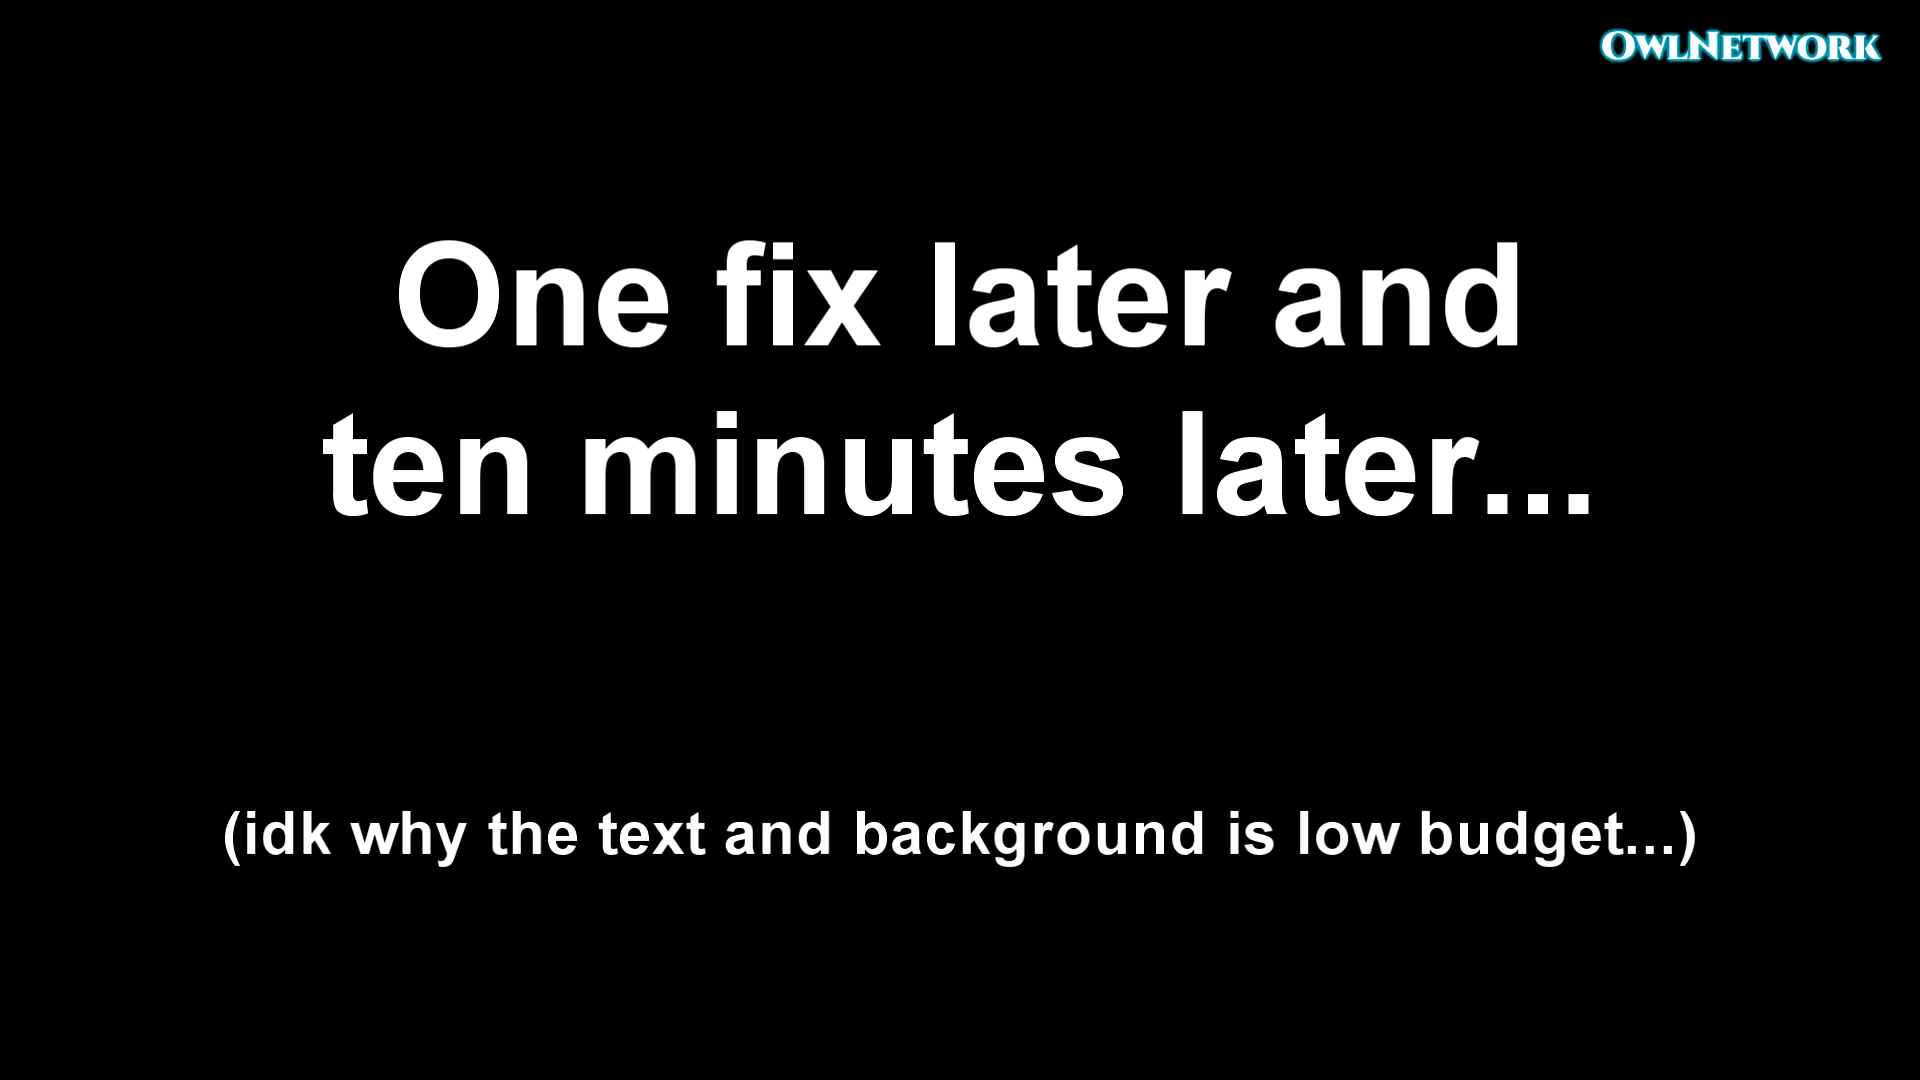 OwlNetwork
One fix later and
ten minutes later...
(idk why the text and background is low budget...)